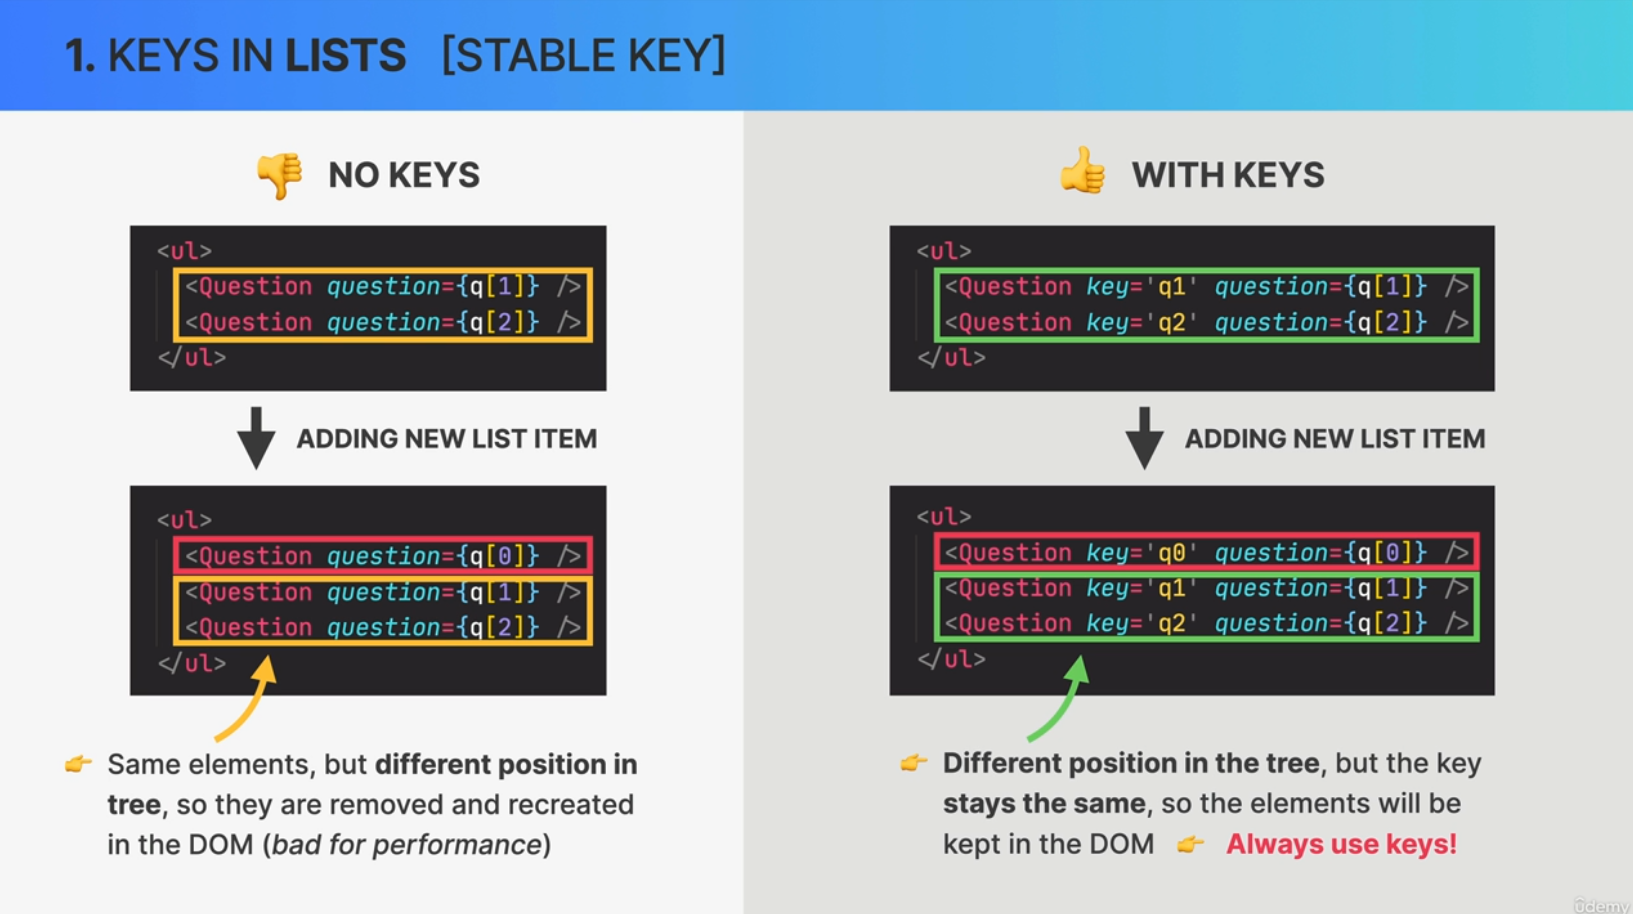 1. KEYS IN LISTS [STABLE KEY]
NO KEYS
<ul>
<Question question={q[1]} />
<Question question={q[2]} />
</ul>
ADDING NEW LIST ITEM
<ul>
<Question question={q[0]} />
<Question question={q[1]} />
<Question question={q[2]} />
</ul>
Same elements, but different position in
tree, so they are removed and recreated
in the DOM (bad for performance)
WITH KEYS
<ul>
<Question key='q1' question={q[1]} />
<Question key='q2' question={q[2]} />
</ul>
ADDING NEW LIST ITEM
<ul>
<Question key='q0' question={q[0]} />
<Question key='q1' question={q[1]} />
<Question key='q2' question={q[2]} />
</ul>
Different position in the tree, but the key
stays the same, so the elements will be
kept in the DOM 👉 Always use keys!
ûdemy